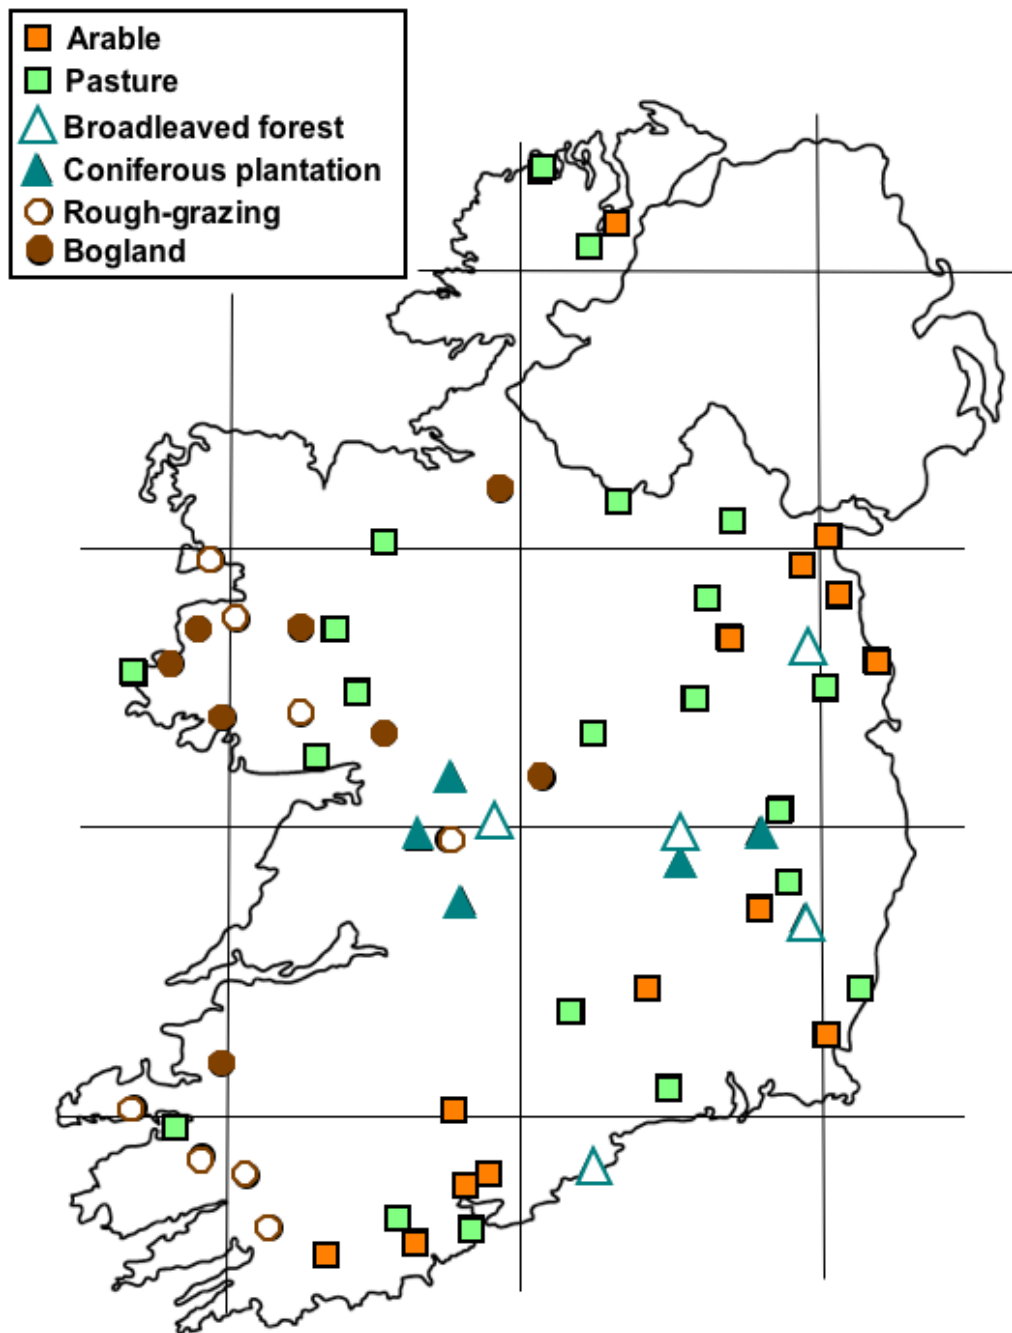 Arable
Pasture
Broadleaved forest
Coniferous plantation
Rough-grazing
Bogland